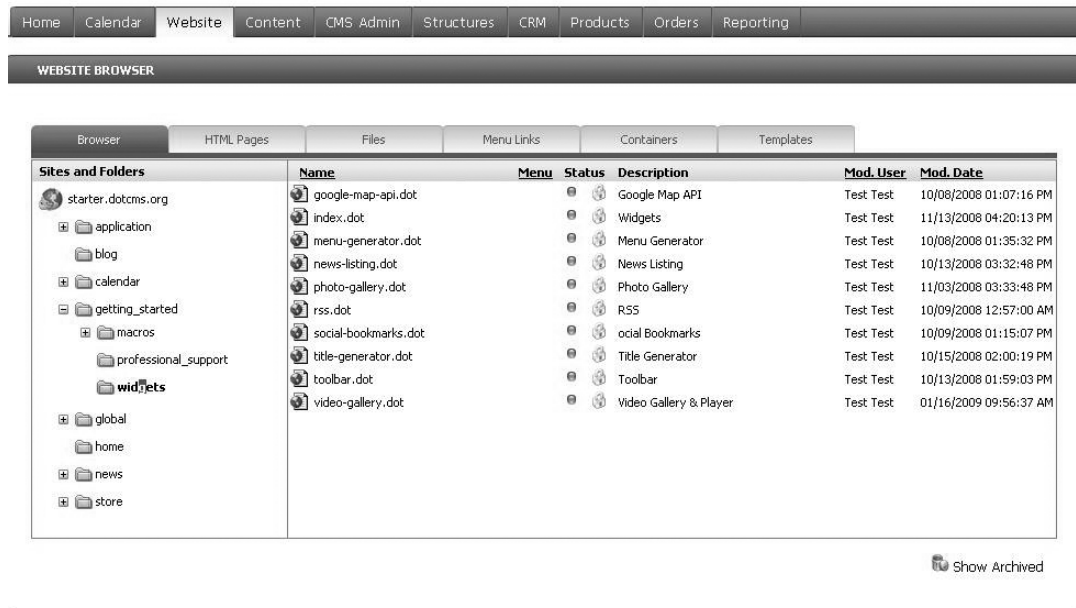 Home Calendar Website Content CMS Admin Structures CRM Products Orders Reporting
WEBSITE BROWSER
Browser HTML Pages Files Menu Links Containers Templates
Sites and Folders
starter.dotcms.org
application
blog
calendar
getting_started
macros
professional_support
widgets
global
home
news
store
Name Menu Status Description Mod. User Mod. Date
google-map-api.dot Google Map API Test Test 10/08/2008 01:07:16 PM
index.dot Widgets Test Test 11/13/2008 04:20:13 PM
menu-generator.dot Menu Generator Test Test 10/08/2008 01:35:32 PM
news-listing.dot News Listing Test Test 10/13/2008 03:32:48 PM
photo-gallery.dot Photo Gallery Test Test 11/03/2008 03:33:48 PM
rss.dot RSS Test Test 10/09/2008 12:57:00 AM
social-bookmarks.dot ocial Bookmarks Test Test 10/09/2008 01:15:07 PM
title-generator.dot Title Generator Test Test 10/15/2008 02:00:19 PM
toolbar.dot Toolbar Test Test 10/13/2008 01:59:03 PM
video-gallery.dot Video Gallery & Player Test Test 01/16/2009 09:56:37 AM
Show Archived